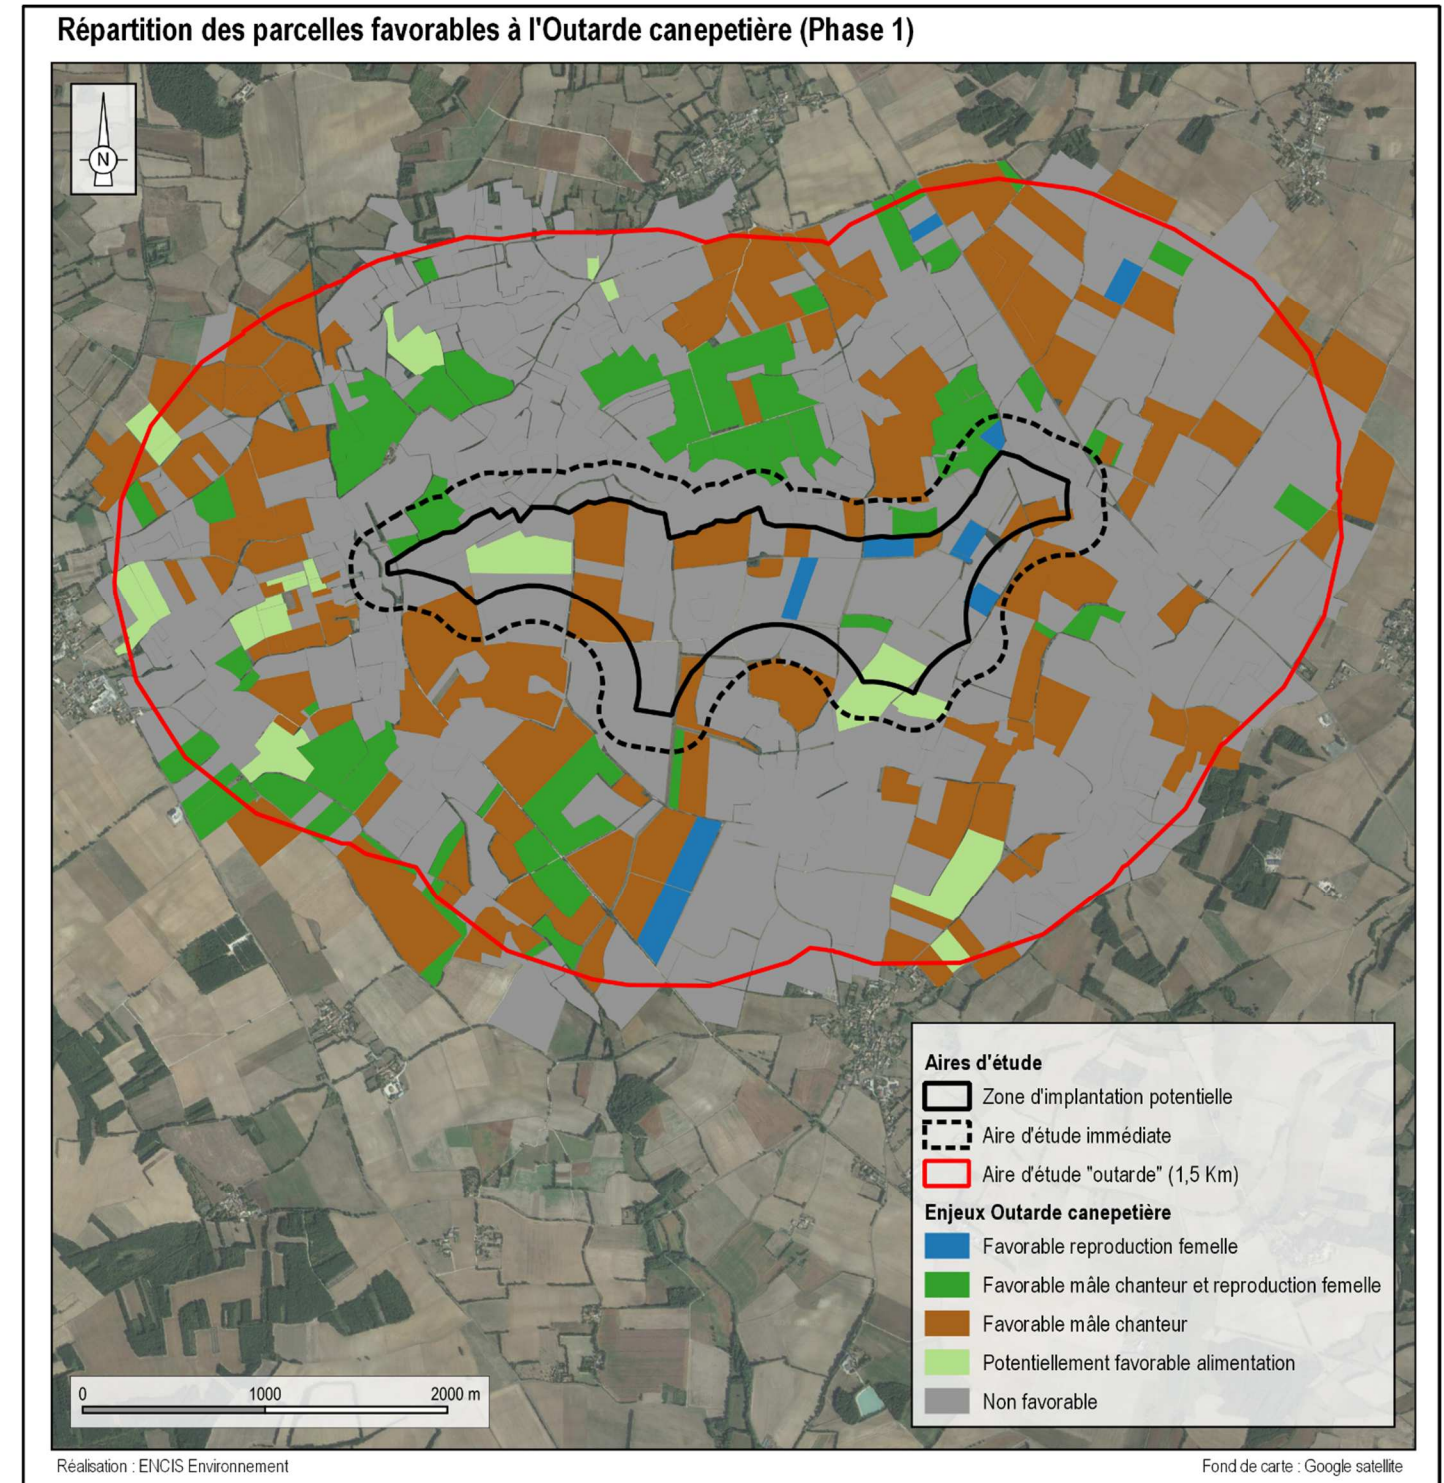 Répartition des parcelles favorables à l'Outarde canepetière (Phase 1)
N
0 1000 2000 m
Aires d'étude
Zone d'implantation potentielle
Aire d'étude immédiate
Aire d'étude "outarde" (1,5 Km)
Enjeux Outarde canepetière
Favorable reproduction femelle
Favorable mâle chanteur et reproduction femelle
Favorable mâle chanteur
Potentiellement favorable alimentation
Non favorable
Réalisation : ENCIS Environnement
Fond de carte : Google satellite